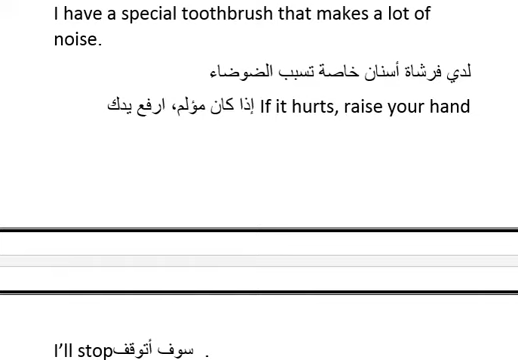 I have a special toothbrush that makes a lot of
noise.
لدي فرشاة أسنان خاصة تسبب الضوضاء
If it hurts, raise your hand إذا كان مؤلم، ارفع يدك
I'll stop سوف أتوقف .